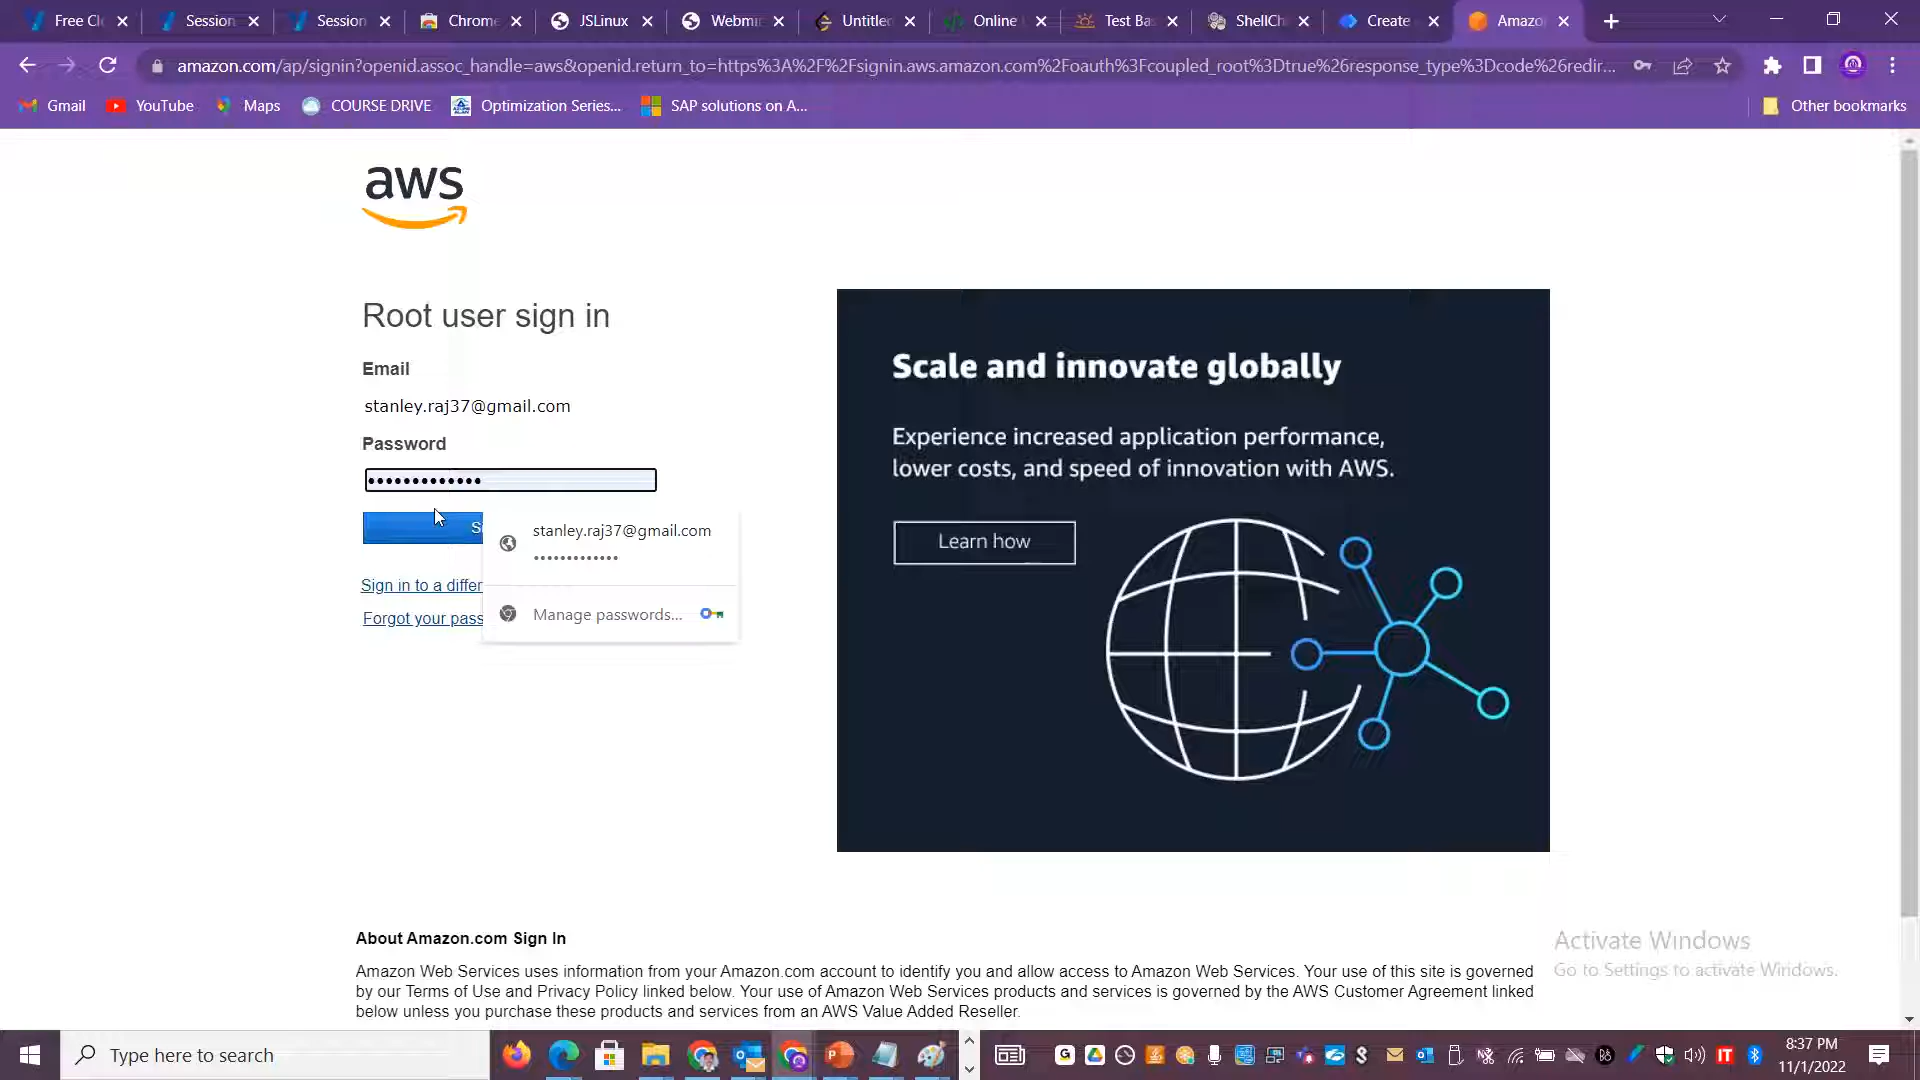 Free Cl
Session
Session
Chrome
JSLinux
Webmi
Untitled
Online
Test Ba
ShellCh
Create
Amazo
amazon.com/ap/signin?openid.assoc_handle=aws&openid.return_to=https%3A%2F%2Fsignin.aws.amazon.com%2Foauth%3Fcoupled_root%3Dtrue%26response_type%3Dcode%26redir...
Gmail
YouTube
Maps
COURSE DRIVE
Optimization Series...
SAP solutions on A...
Other bookmarks
aws
Root user sign in
Email
stanley.raj37@gmail.com
Password
•••••••••••••
stanley.raj37@gmail.com
•••••••••••••
Sign in to a differ
Manage passwords...
Forgot your pass
Scale and innovate globally
Experience increased application performance,
lower costs, and speed of innovation with AWS.
Learn how
About Amazon.com Sign In
Amazon Web Services uses information from your Amazon.com account to identify you and allow access to Amazon Web Services. Your use of this site is governed
by our Terms of Use and Privacy Policy linked below. Your use of Amazon Web Services products and services is governed by the AWS Customer Agreement linked
below unless you purchase these products and services from an AWS Value Added Reseller.
Activate Windows
Go to Settings to activate Windows.
Type here to search
8:37 PM
11/1/2022